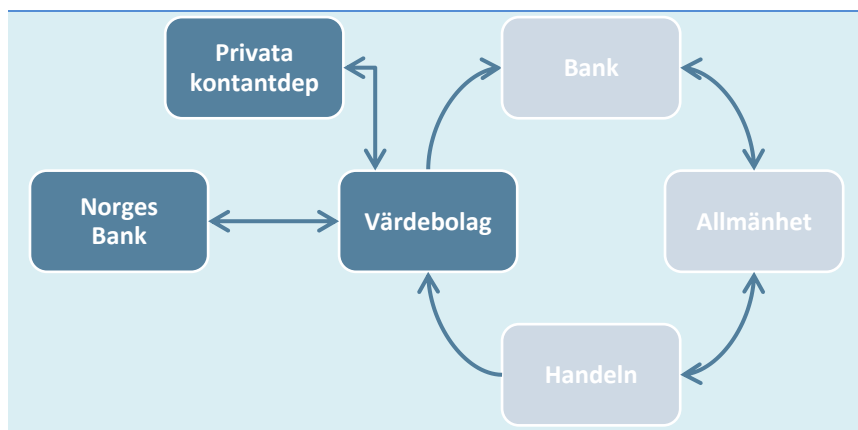 Privata
kontantdep
Bank
Norges
Bank
Värdebolag
Allmänhet
Handeln